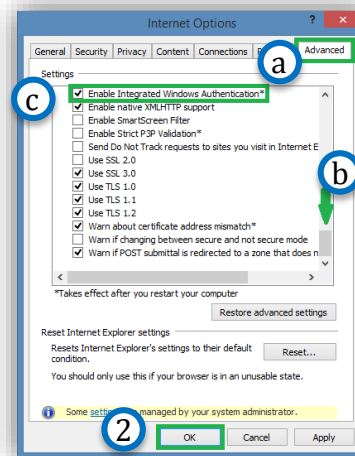 Internet Options
? ×
General Security Privacy Content Connections Advanced
a
Settings
c
Enable Integrated Windows Authentication*
Enable native XMLHTTP support
Enable SmartScreen Filter
Enable Strict P3P Validation*
Send Do Not Track requests to sites you visit in Internet E
b
Use SSL 2.0
Use SSL 3.0
Use TLS 1.0
Use TLS 1.1
Use TLS 1.2
Warn about certificate address mismatch*
Warn if changing between secure and not secure mode
Warn if POST submittal is redirected to a zone that does n
*Takes effect after you restart your computer
Restore advanced settings
Reset Internet Explorer settings
Resets Internet Explorer's settings to their default
condition.
Reset...
You should only use this if your browser is in an unusable state.
Some managed by your system administrator.
2
OK Cancel Apply